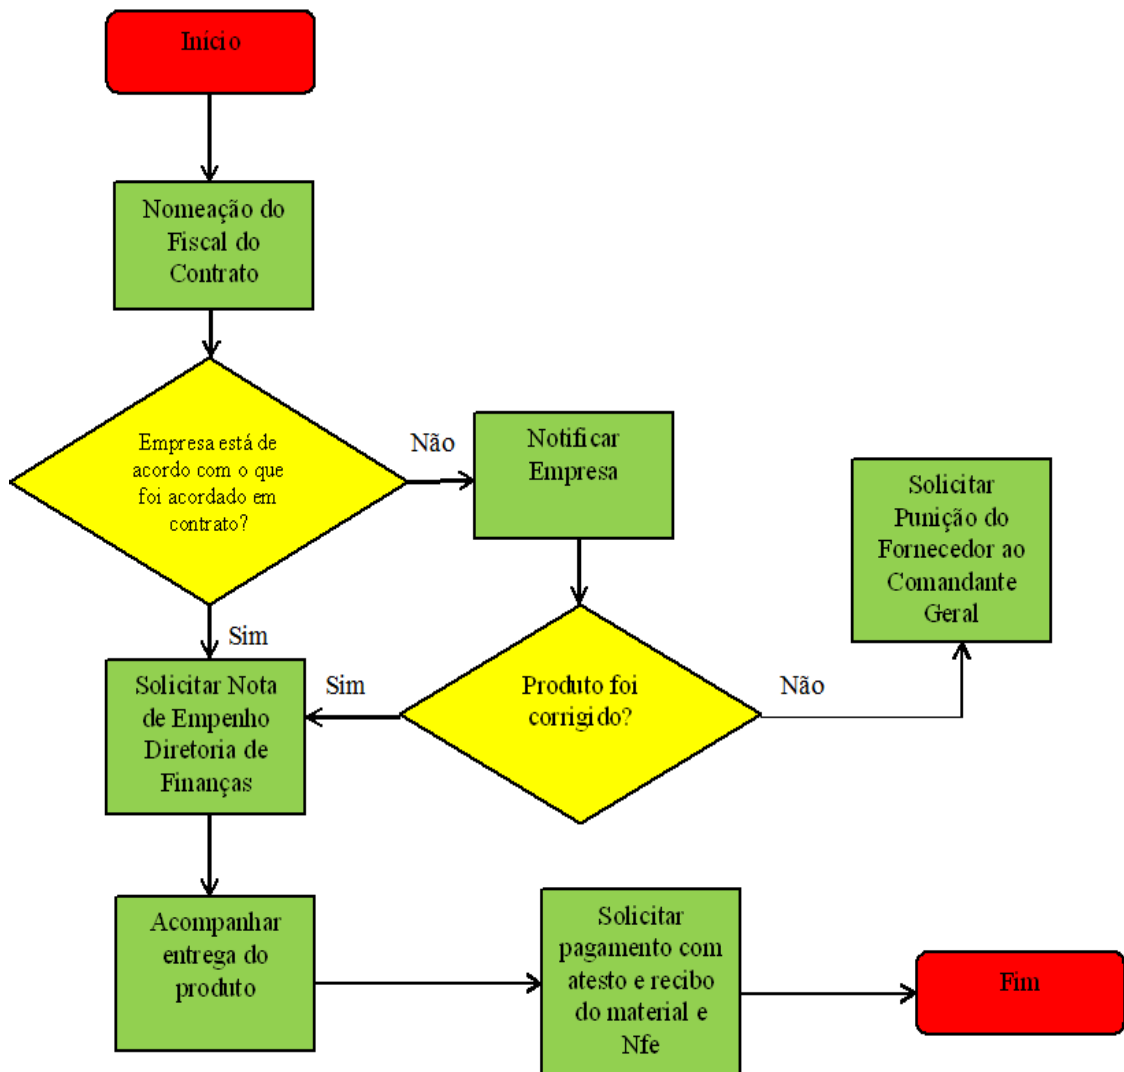 Início
Nomeação do
Fiscal do
Contrato
Empresa está de
acordo com o que
foi acordado em
contrato?
Não
Notificar
Empresa
Solicitar
Punição do
Fornecedor ao
Comandante
Geral
Sim
Solicitar Nota
de Empenho
Diretoria de
Finanças
Sim
Produto foi
corrigido?
Não
Acompanhar
entrega do
produto
Solicitar
pagamento com
atesto e recibo
do material e
Nfe
Fim